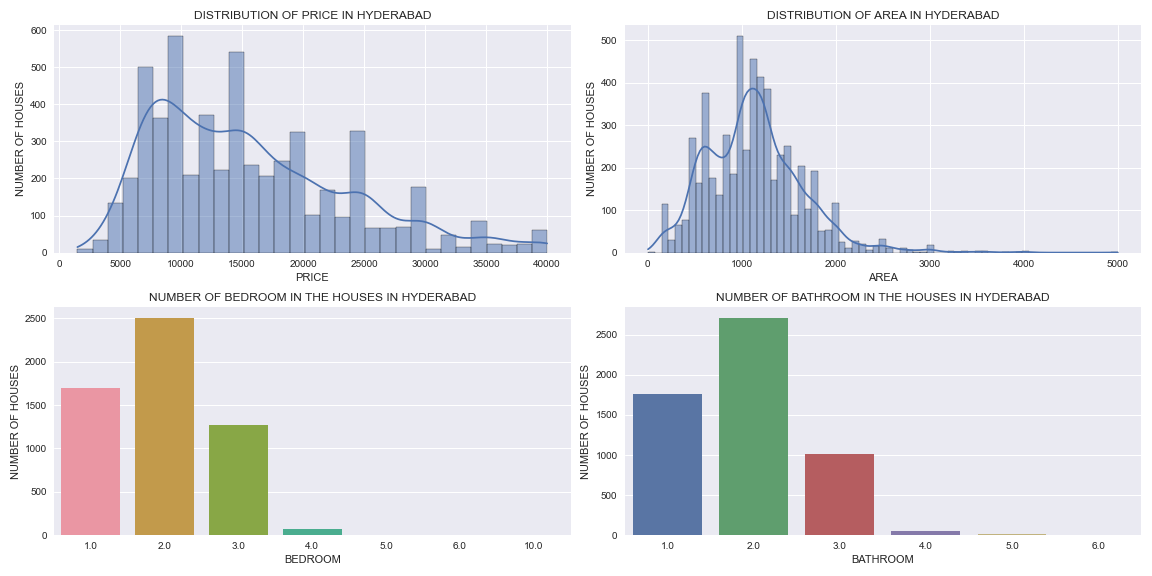 DISTRIBUTION OF PRICE IN HYDERABAD
NUMBER OF HOUSES
600
500
400
300
200
100
0
0 5000 10000 15000 20000 25000 30000 35000 40000
PRICE
DISTRIBUTION OF AREA IN HYDERABAD
NUMBER OF HOUSES
500
400
300
200
100
0
0 1000 2000 3000 4000 5000
AREA
NUMBER OF BEDROOM IN THE HOUSES IN HYDERABAD
NUMBER OF HOUSES
2500
2000
1500
1000
500
0
1.0 2.0 3.0 4.0 5.0 6.0 10.0
BEDROOM
NUMBER OF BATHROOM IN THE HOUSES IN HYDERABAD
NUMBER OF HOUSES
2500
2000
1500
1000
500
0
1.0 2.0 3.0 4.0 5.0 6.0
BATHROOM